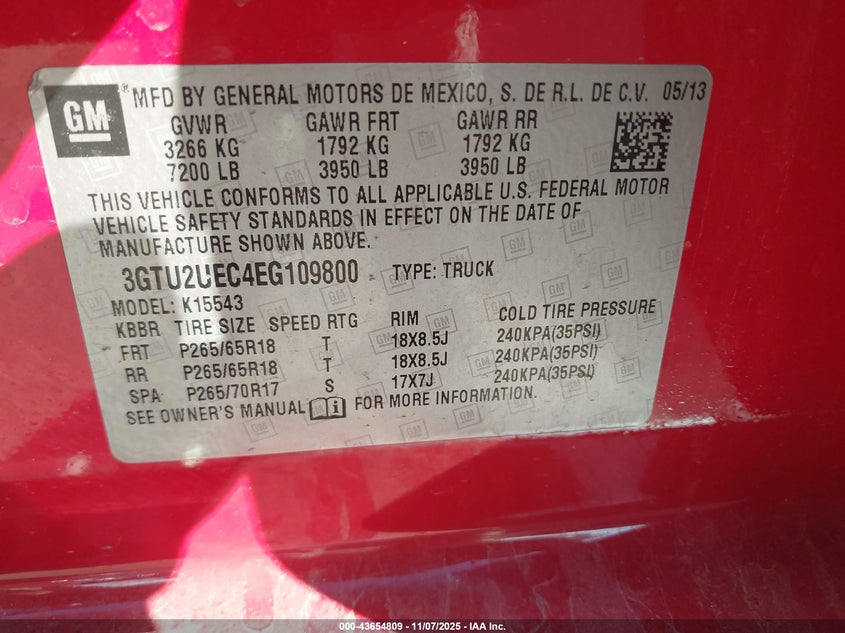 GM ® MFD BY GENERAL MOTORS DE MEXICO, S. DE R.L. DE C.V. 05/13
GVWR GAWR FRT GAWR RR
3266 KG 1792 KG 1792 KG
7200 LB 3950 LB 3950 LB
THIS VEHICLE CONFORMS TO ALL APPLICABLE U.S. FEDERAL MOTOR
VEHICLE SAFETY STANDARDS IN EFFECT ON THE DATE OF
MANUFACTURE SHOWN ABOVE.
3GTU2UEC4EG109800 TYPE: TRUCK
MODEL: K15543
KBBR TIRE SIZE SPEED RTG RIM COLD TIRE PRESSURE
FRT P265/65R18 T 18X8.5J 240KPA(35PSI)
RR P265/65R18 T 18X8.5J 240KPA(35PSI)
SPA P265/70R17 S 17X7J 240KPA(35PSI)
SEE OWNER'S MANUAL FOR MORE INFORMATION.
000-43654809 - 11/07/2025 - IAA Inc.